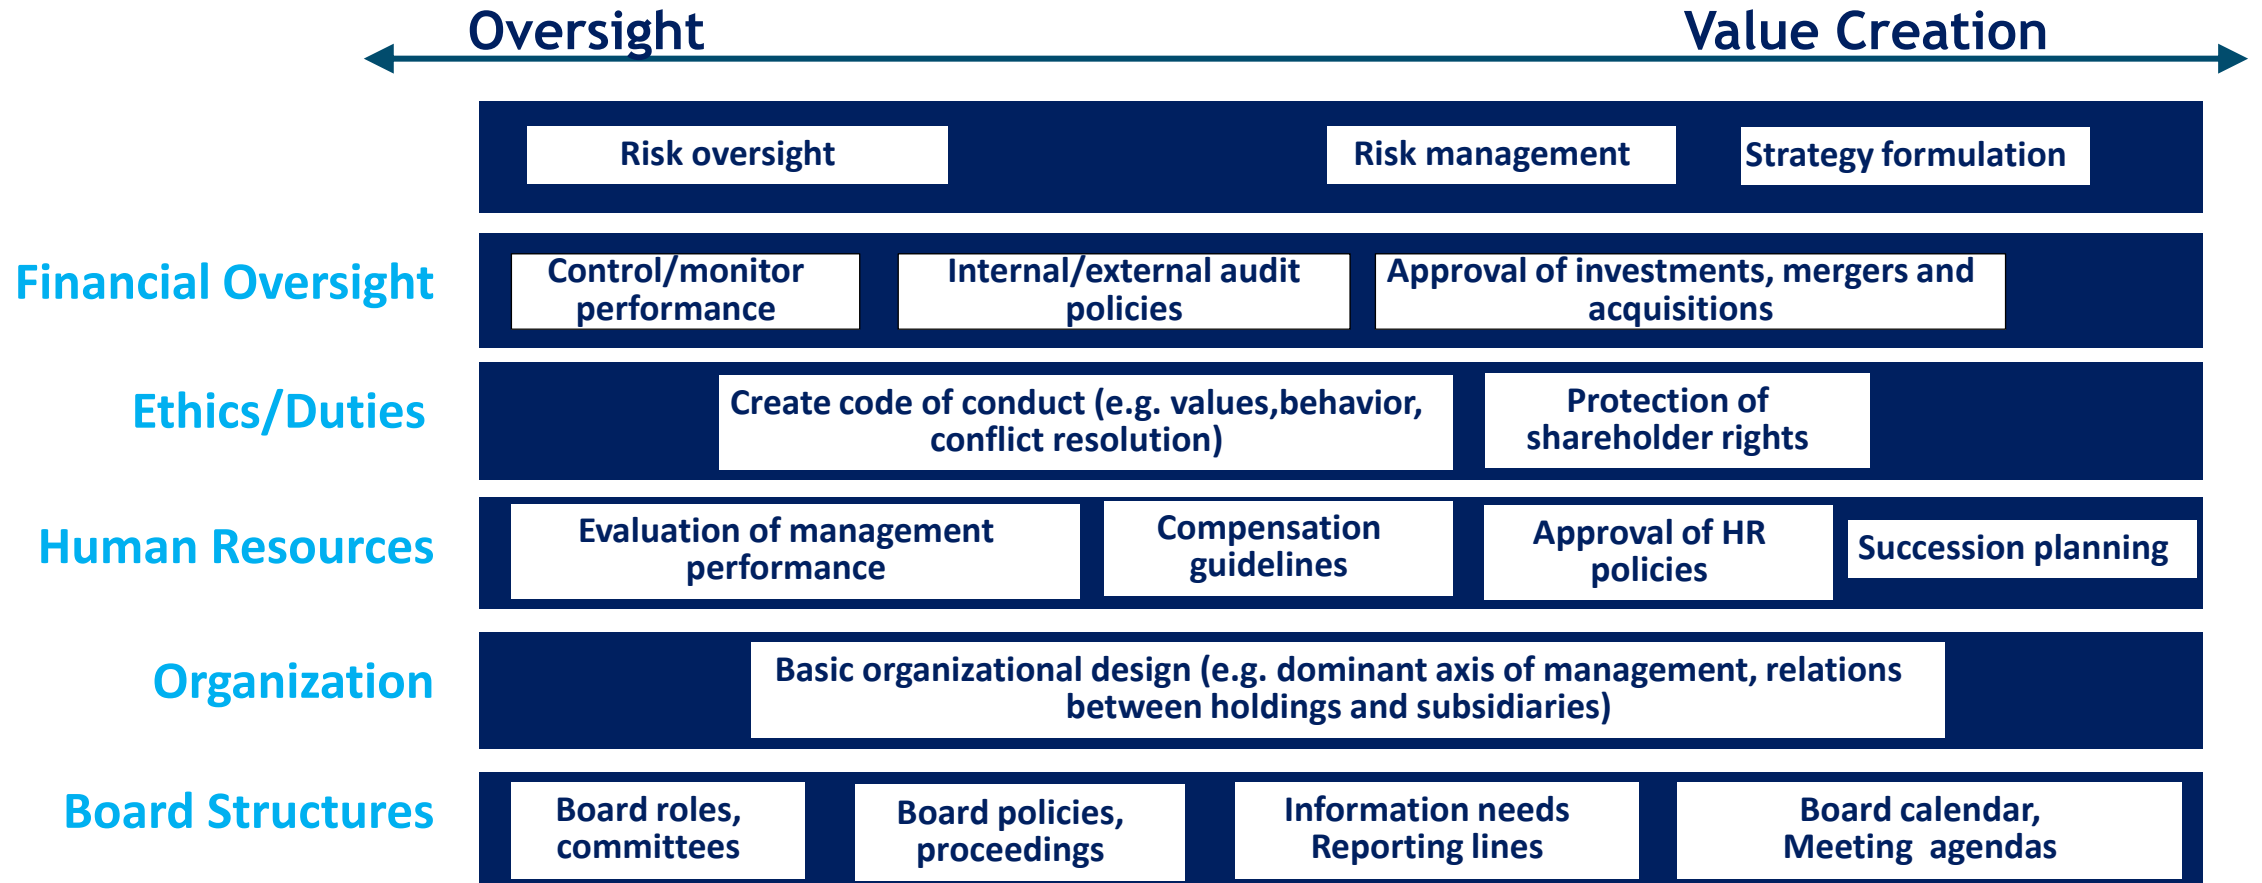 Oversight
Value Creation
Risk oversight
Risk management
Strategy formulation
Financial Oversight
Control/monitor
performance
Internal/external audit
policies
Approval of investments, mergers and
acquisitions
Ethics/Duties
Create code of conduct (e.g. values,behavior,
conflict resolution)
Protection of
shareholder rights
Human Resources
Evaluation of management
performance
Compensation
guidelines
Approval of HR
policies
Succession planning
Organization
Basic organizational design (e.g. dominant axis of management, relations
between holdings and subsidiaries)
Board Structures
Board roles,
committees
Board policies,
proceedings
Information needs
Reporting lines
Board calendar,
Meeting  agendas